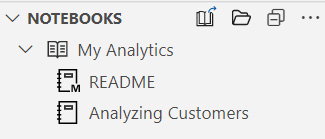 NOTEBOOKS
My Analytics
M README
Analyzing Customers